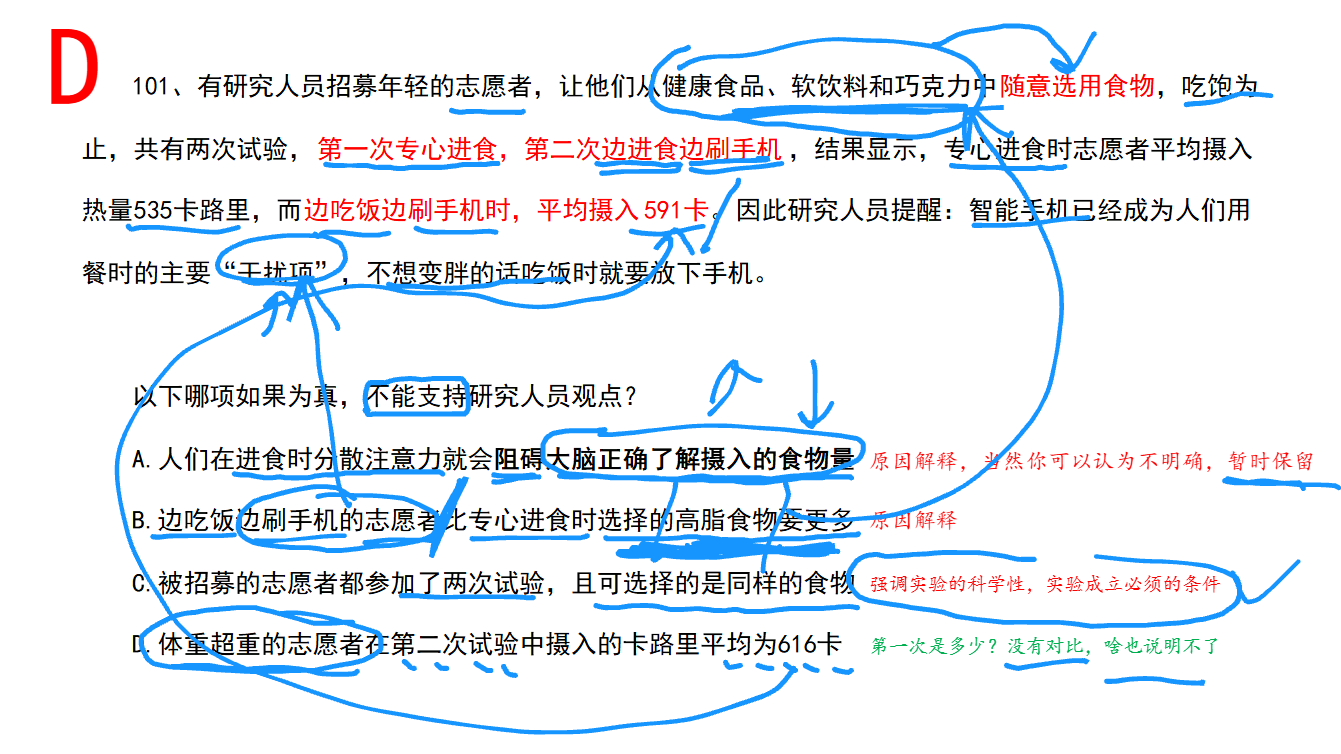 D
101、有研究人员招募年轻的志愿者，让他们从健康食品、软饮料和巧克力中随意选用食物，吃饱为
止，共有两次试验，第一次专心进食，第二次边进食边刷手机，结果显示，专心进食时志愿者平均摄入
热量535卡路里，而边吃饭边刷手机时，平均摄入591卡。因此研究人员提醒：智能手机已经成为人们用
餐时的主要“干扰项”，不想变胖的话吃饭时就要放下手机。
以下哪项如果为真，不能支持研究人员观点？
A.人们在进食时分散注意力就会阻碍大脑正确了解摄入的食物量 原因解释，当然你可以认为不明确，暂时保留
B.边吃饭边刷手机的志愿者比专心进食时选择的高脂食物要更多 原因解释
C.被招募的志愿者都参加了两次试验，且可选择的是同样的食物 强调实验的科学性，实验成立必须的条件
D.体重超重的志愿者在第二次试验中摄入的卡路里平均为616卡 第一次是多少？没有对比，啥也说明不了